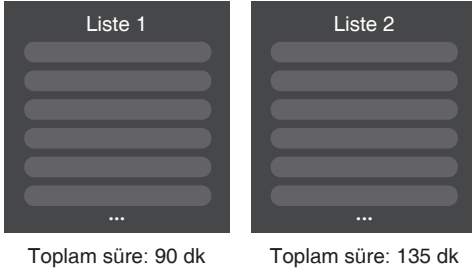 Liste 1
...
Toplam süre: 90 dk
Liste 2
...
Toplam süre: 135 dk